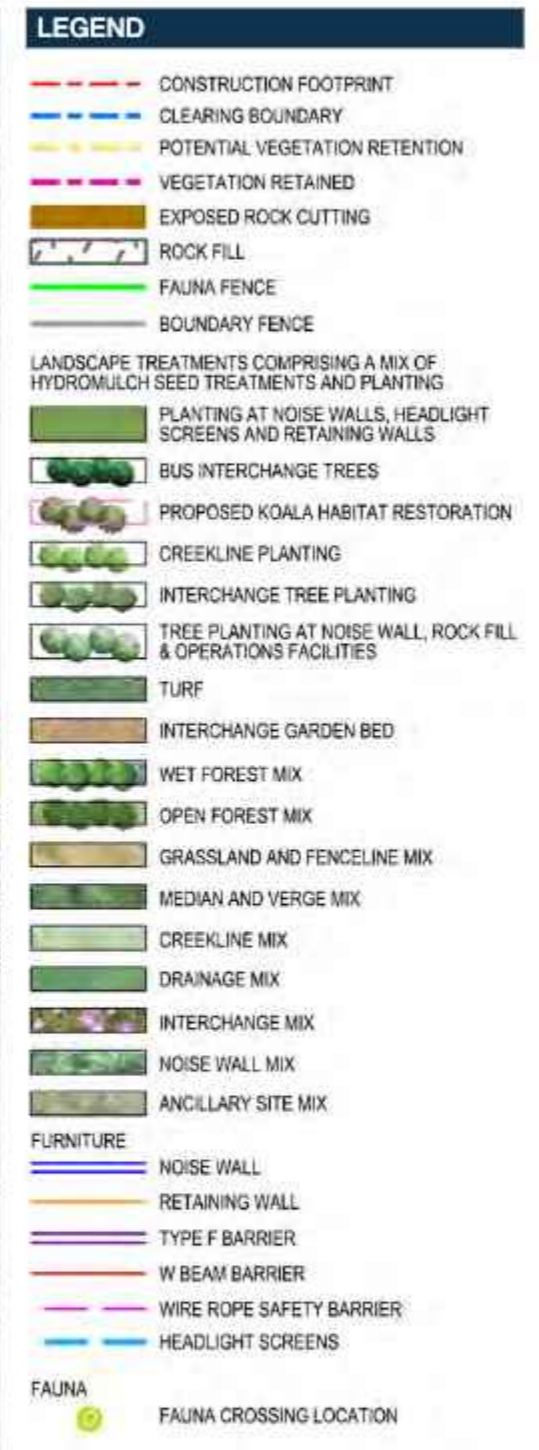 LEGEND
CONSTRUCTION FOOTPRINT
CLEARING BOUNDARY
POTENTIAL VEGETATION RETENTION
VEGETATION RETAINED
EXPOSED ROCK CUTTING
ROCK FILL
FAUNA FENCE
BOUNDARY FENCE
LANDSCAPE TREATMENTS COMPRISING A MIX OF
HYDROMULCH SEED TREATMENTS AND PLANTING
PLANTING AT NOISE WALLS, HEADLIGHT
SCREENS AND RETAINING WALLS
BUS INTERCHANGE TREES
PROPOSED KOALA HABITAT RESTORATION
CREEKLINE PLANTING
INTERCHANGE TREE PLANTING
TREE PLANTING AT NOISE WALL, ROCK FILL
& OPERATIONS FACILITIES
TURF
INTERCHANGE GARDEN BED
WET FOREST MIX
OPEN FOREST MIX
GRASSLAND AND FENCELINE MIX
MEDIAN AND VERGE MIX
CREEKLINE MIX
DRAINAGE MIX
INTERCHANGE MIX
NOISE WALL MIX
ANCILLARY SITE MIX
FURNITURE
NOISE WALL
RETAINING WALL
TYPE F BARRIER
W BEAM BARRIER
WIRE ROPE SAFETY BARRIER
HEADLIGHT SCREENS
FAUNA
FAUNA CROSSING LOCATION